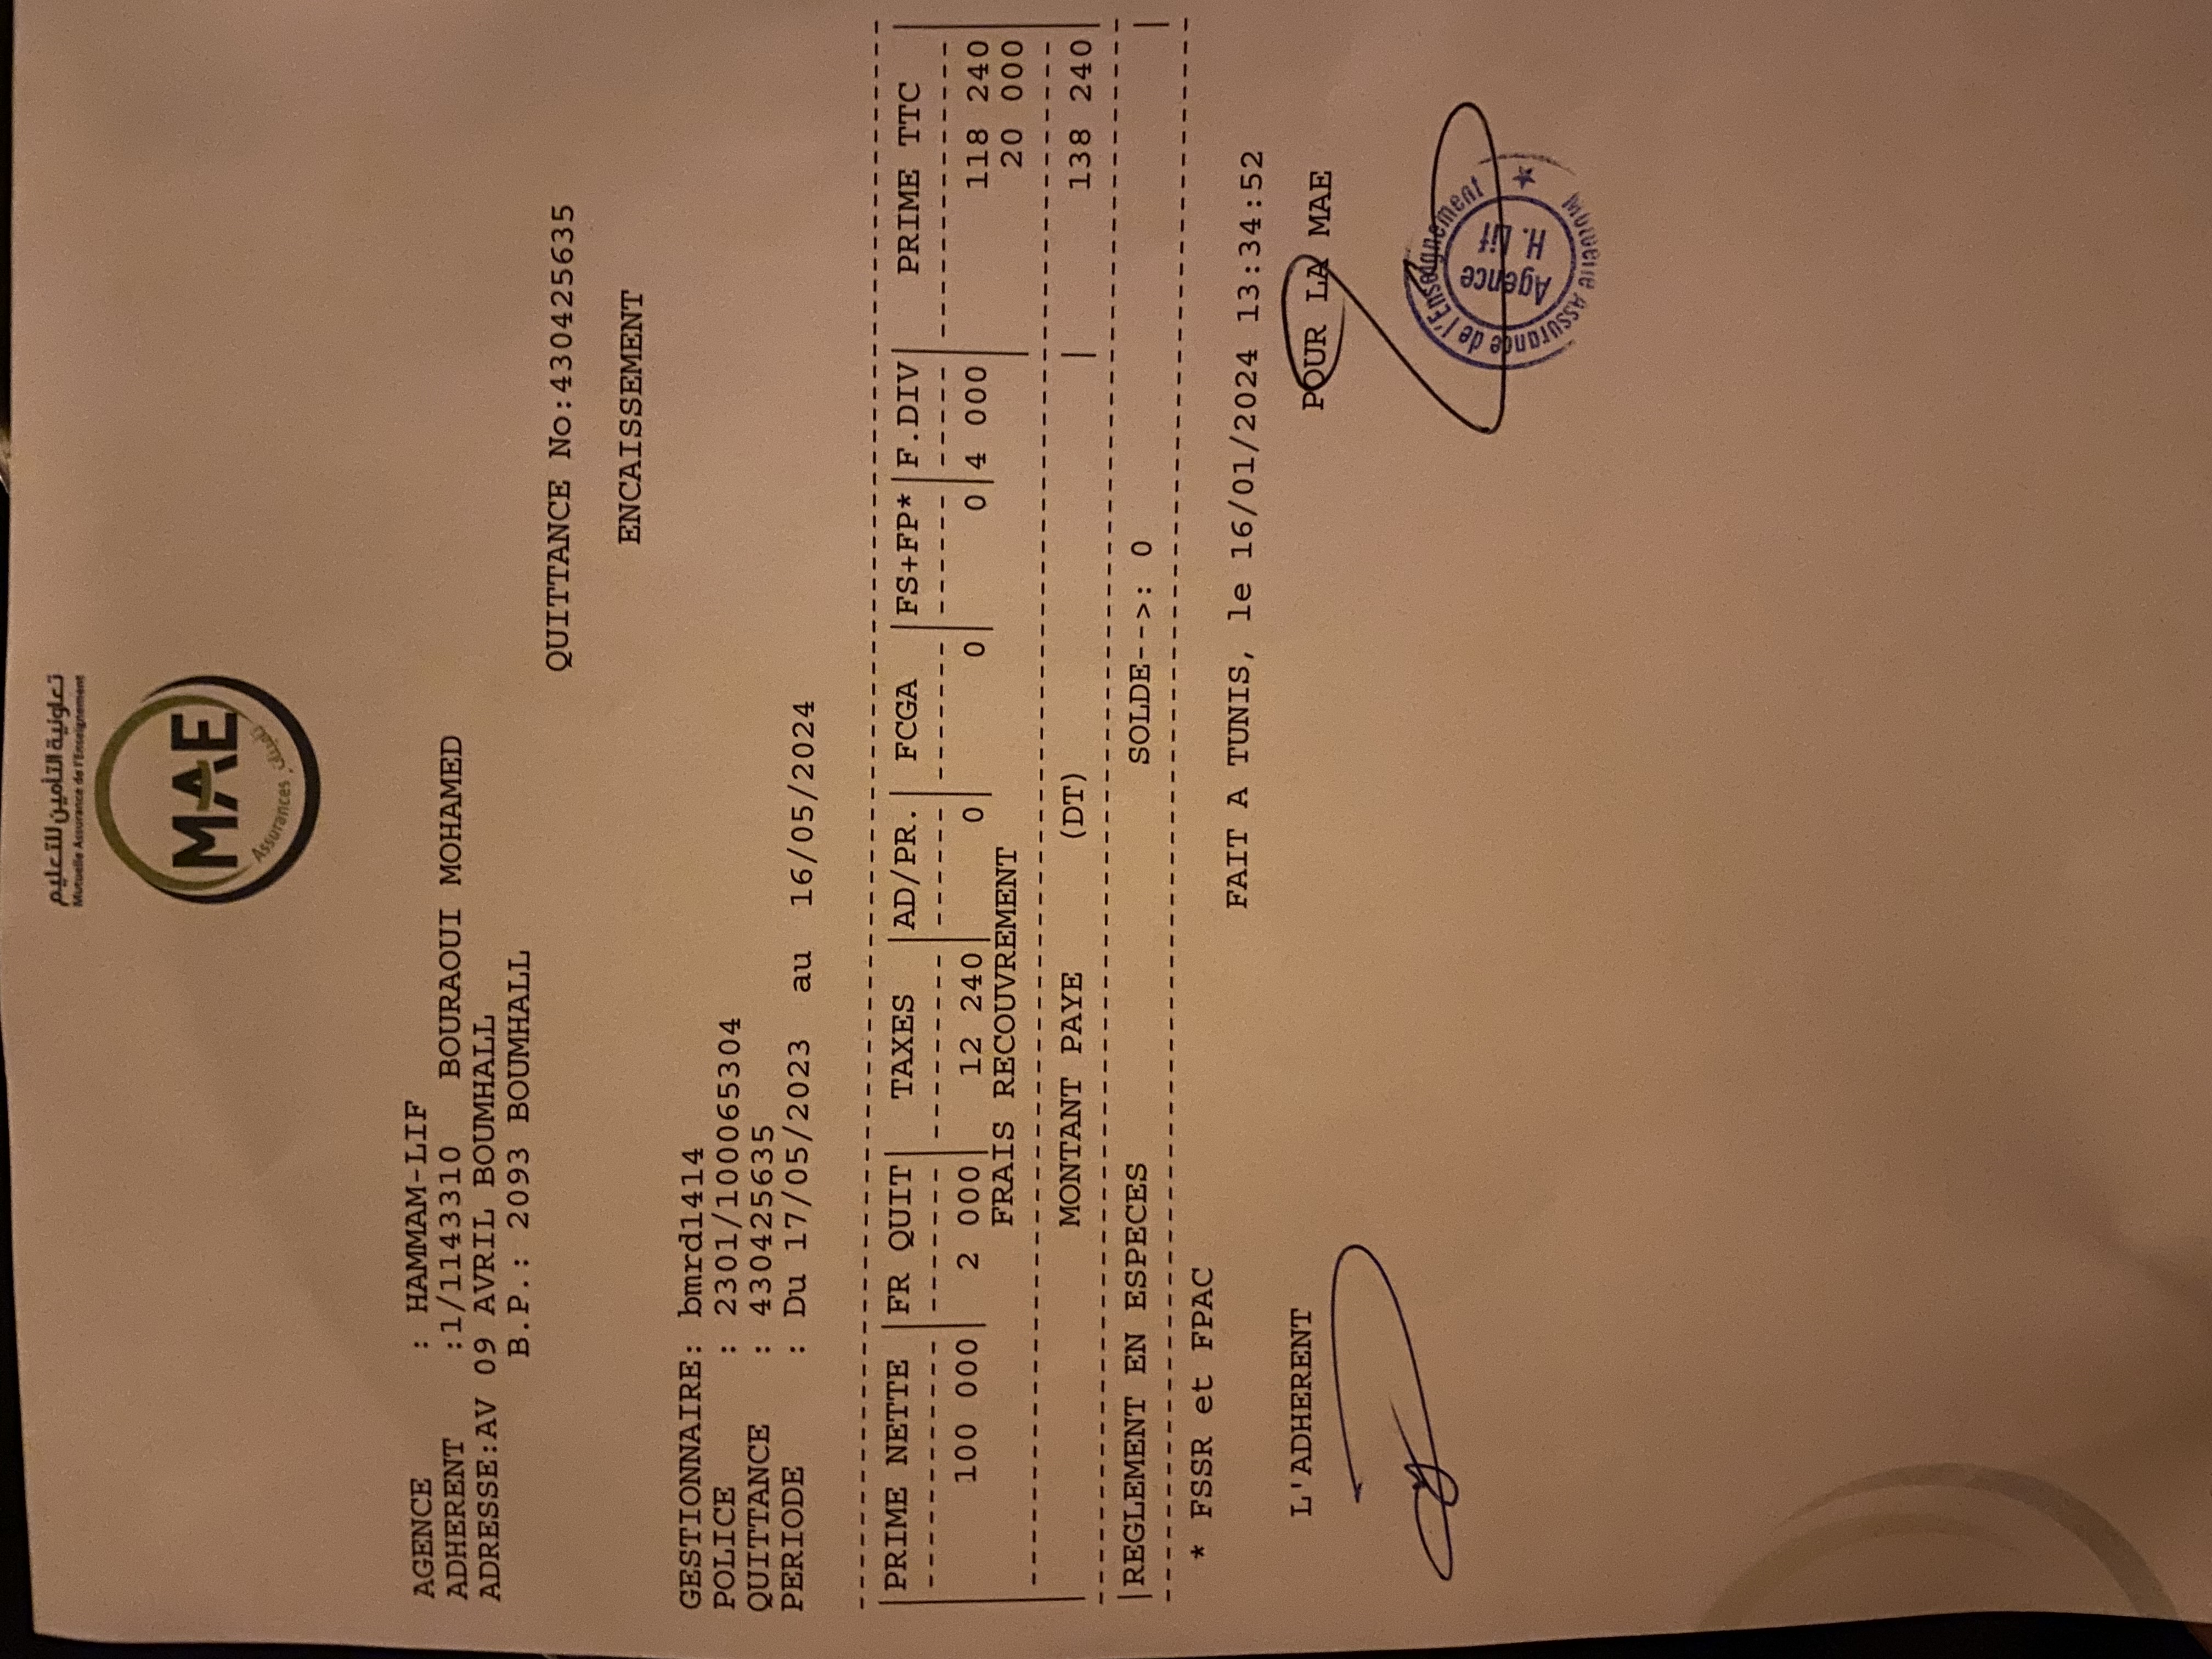 تعاونية التأمين للتعليم
Mutuelle Assurance de l'Enseignement
MAE
Assurances تأمينات
AGENCE : HAMMAM-LIF
ADHERENT :1/1143310 BOURAOUI MOHAMED
ADRESSE:AV 09 AVRIL BOUMHALL
B.P.: 2093 BOUMHALL
QUITTANCE No:430425635
ENCAISSEMENT
GESTIONNAIRE: bmrd1414
POLICE : 2301/100065304
QUITTANCE : 430425635
PERIODE : Du 17/05/2023 au 16/05/2024
|PRIME NETTE |FR QUIT| TAXES |AD/PR.| FCGA |FS+FP*|F.DIV| PRIME TTC |
100 000| 2 000| 12 240| 0| 0| 0|4 000| 118 240
FRAIS RECOUVREMENT 20 000
MONTANT PAYE (DT) | 138 240
|REGLEMENT EN ESPECES SOLDE-->: 0 |
* FSSR et FPAC
FAIT A TUNIS, le 16/01/2024 13:34:52
L'ADHERENT POUR LA MAE
Mutuelle Assurance de l'Enseignement
Agence
H. Lif